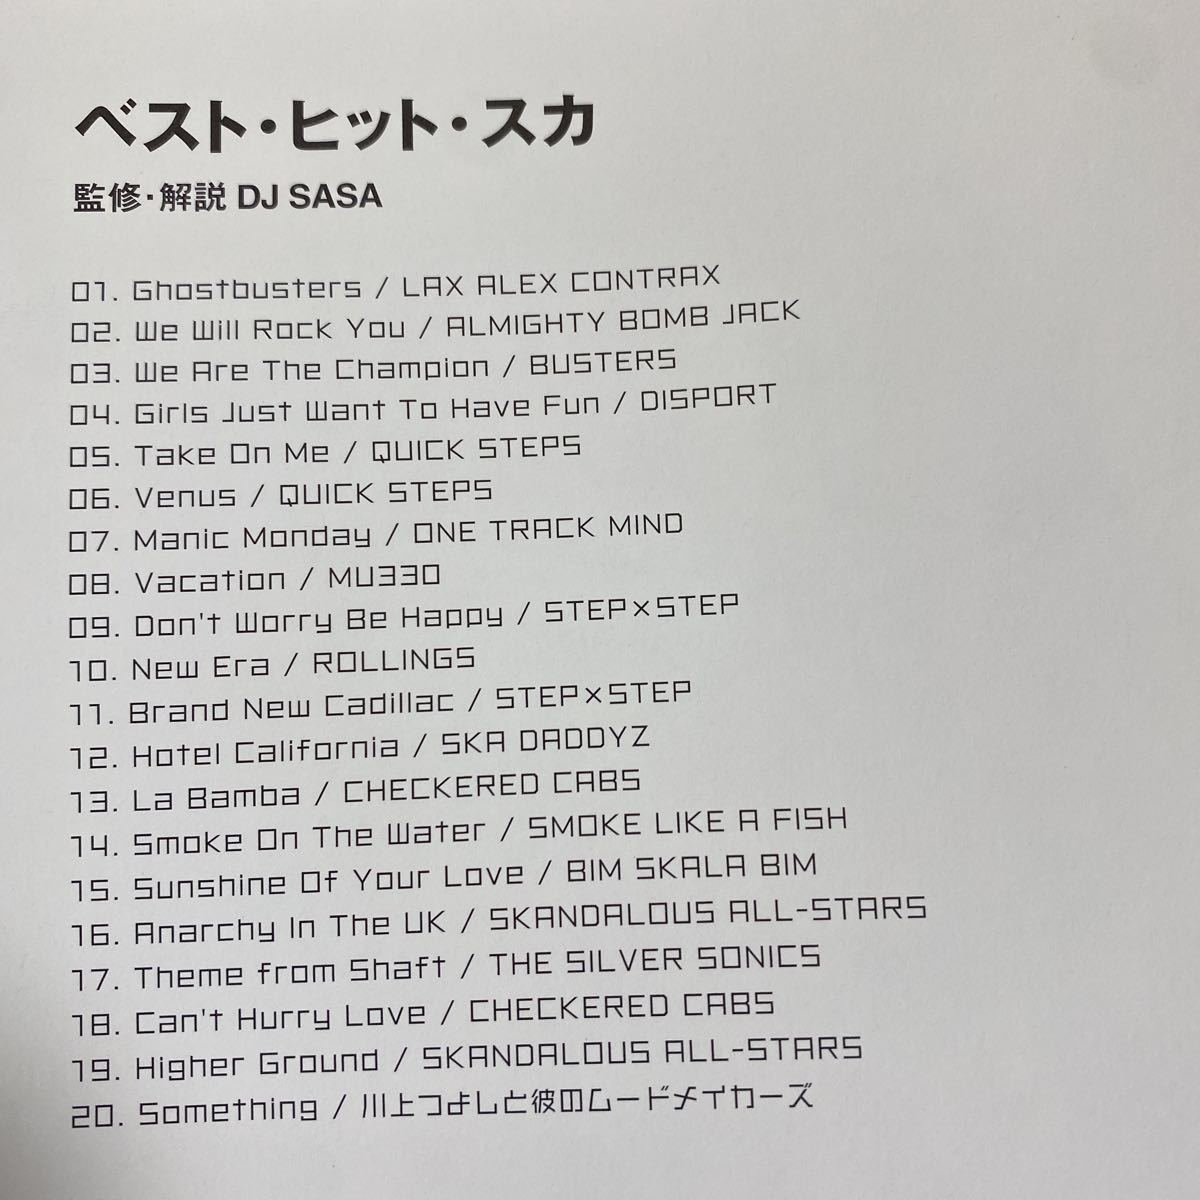 ベスト・ヒット・スカ
監修・解説 DJ SASA
01. Ghostbusters / LAX ALEX CONTRAX
02. We Will Rock You / ALMIGHTY BOMB JACK
03. We Are The Champion / BUSTERS
04. Girls Just Want To Have Fun / DISPORT
05. Take On Me / QUICK STEPS
06. Venus / QUICK STEPS
07. Manic Monday / ONE TRACK MIND
08. Vacation / MU330
09. Don't Worry Be Happy / STEP×STEP
10. New Era / ROLLINGS
11. Brand New Cadillac / STEP×STEP
12. Hotel California / SKA DADDYZ
13. La Bamba / CHECKERED CABS
14. Smoke On The Water / SMOKE LIKE A FISH
15. Sunshine Of Your Love / BIM SKALA BIM
16. Anarchy In The UK / SKANDALOUS ALL-STARS
17. Theme from Shaft / THE SILVER SONICS
18. Can't Hurry Love / CHECKERED CABS
19. Higher Ground / SKANDALOUS ALL-STARS
20. Something / 川上つよしと彼のムードメイカーズ